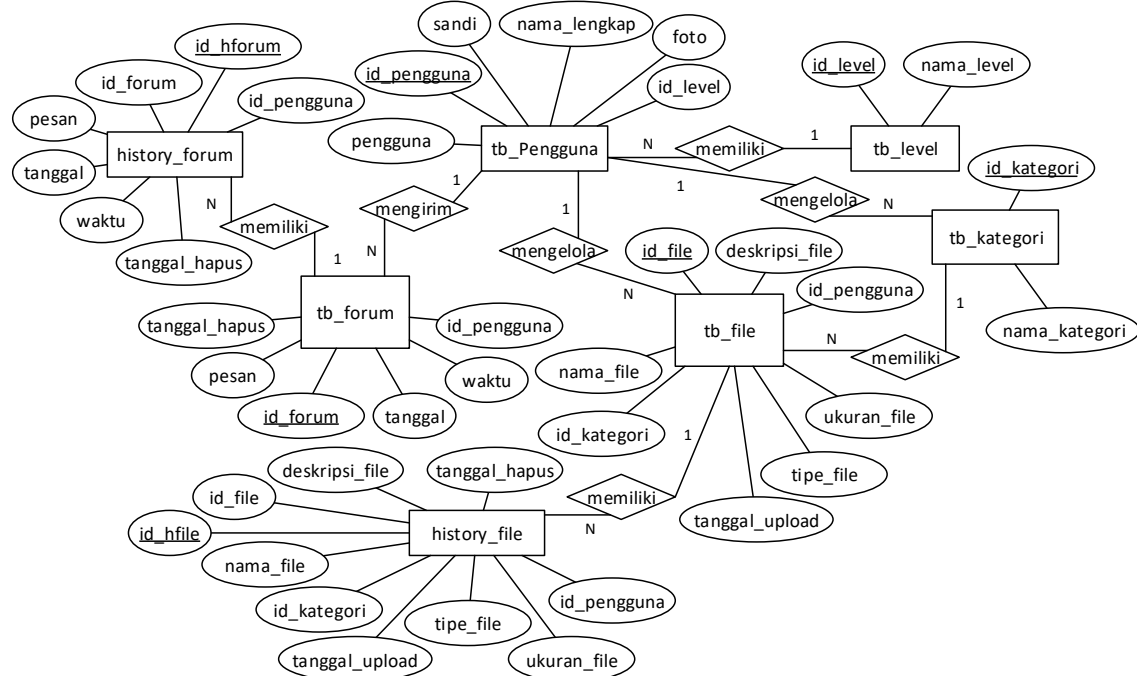 sandi
nama_lengkap
foto
id_hforum
id_pengguna
id_level
id_level
nama_level
id_forum
id_pengguna
pesan
history_forum
pengguna
tb_Pengguna
N
memiliki
1
tb_level
tanggal
id_kategori
waktu
N
memiliki
1
mengirim
1
1
mengelola
N
tb_kategori
tanggal_hapus
1
N
mengelola
N
id_file
deskripsi_file
id_pengguna
1
tb_forum
tanggal_hapus
id_pengguna
tb_file
nama_kategori
N
memiliki
pesan
waktu
nama_file
id_forum
tanggal
ukuran_file
id_kategori
1
deskripsi_file
tanggal_hapus
tipe_file
id_file
memiliki
tanggal_upload
id_hfile
history_file
N
nama_file
id_kategori
id_pengguna
tipe_file
tanggal_upload
ukuran_file